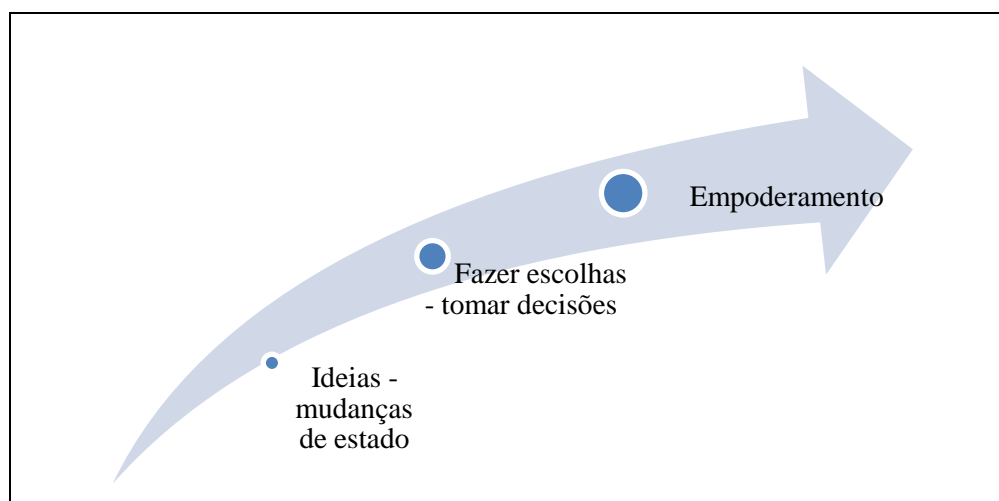 Empoderamento
Fazer escolhas
- tomar decisões
Ideias -
mudanças
de estado